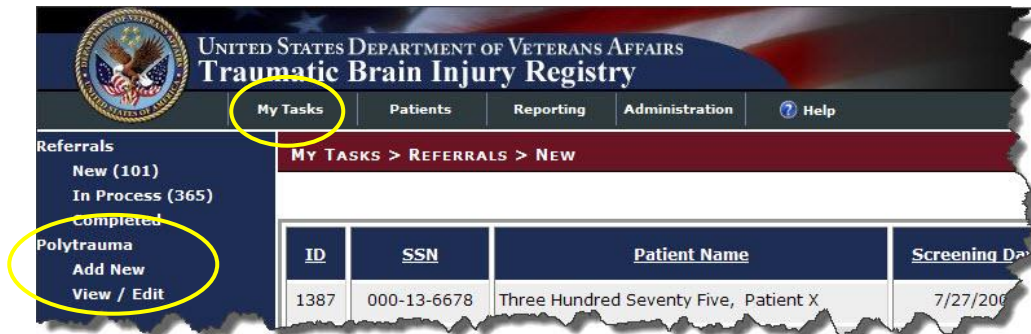 UNITED STATES DEPARTMENT OF VETERANS AFFAIRS
Traumatic Brain Injury Registry
My Tasks Patients Reporting Administration ? Help
Referrals
New (101)
In Process (365)
Completed
Polytrauma
Add New
View / Edit
MY TASKS > REFERRALS > NEW
ID SSN Patient Name Screening
1387 000-13-6678 Three Hundred Seventy Five, Patient X